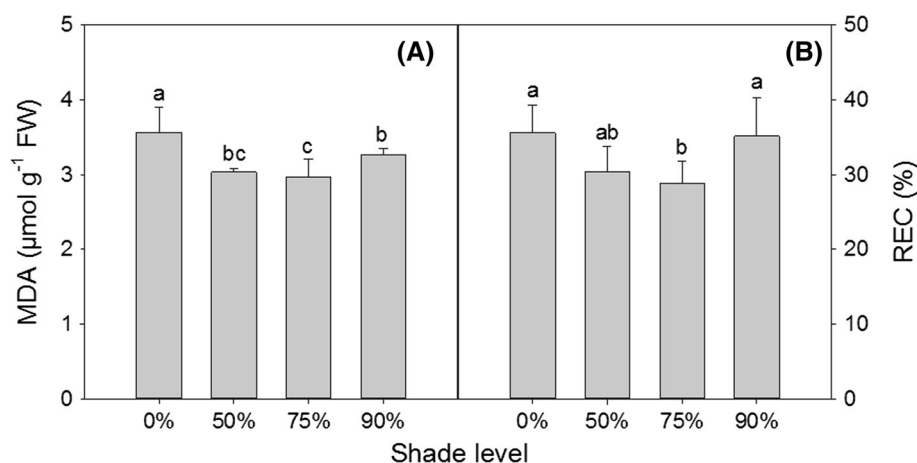 5
(A)
(B)
50
a
a
a
4
40
b
ab
bc
c
b
3
30
2
20
1
10
0
0
0%
50%
75%
90%
0%
50%
75%
90%
Shade level
MDA (μmol g⁻¹ FW)
REC (%)